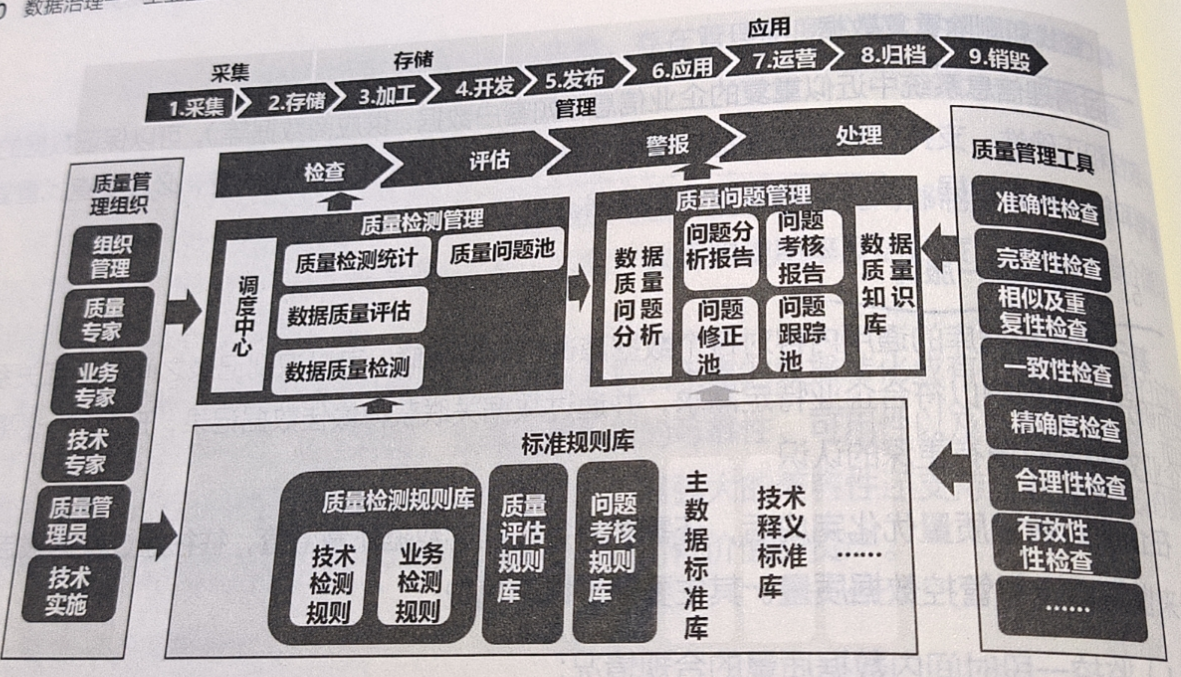 数据治理
采集
存储
应用
1.采集
2.存储
3.加工
4.开发
5.发布
6.应用
7.运营
8.归档
9.销毁
管理
检查
评估
警报
处理
质量管
理组织
组织
管理
质量
专家
业务
专家
技术
专家
质量管
理员
技术
实施
质量检测管理
调度中心
质量检测统计
质量问题池
数据质量评估
数据质量检测
质量问题管理
数据
质量
问题
分析
问题分
析报告
问题
考核
报告
问题
修正
池
问题
跟踪
池
数据
质量
知识
库
标准规则库
质量检测规则库
技术
检测
规则
业务
检测
规则
质量
评估
规则
库
问题
考核
规则
库
主数据标准库
技术
释义
标准
库
……
质量管理工具
准确性检查
完整性检查
相似及重
复性检查
一致性检查
精确度检查
合理性检查
有效性
性检查
……